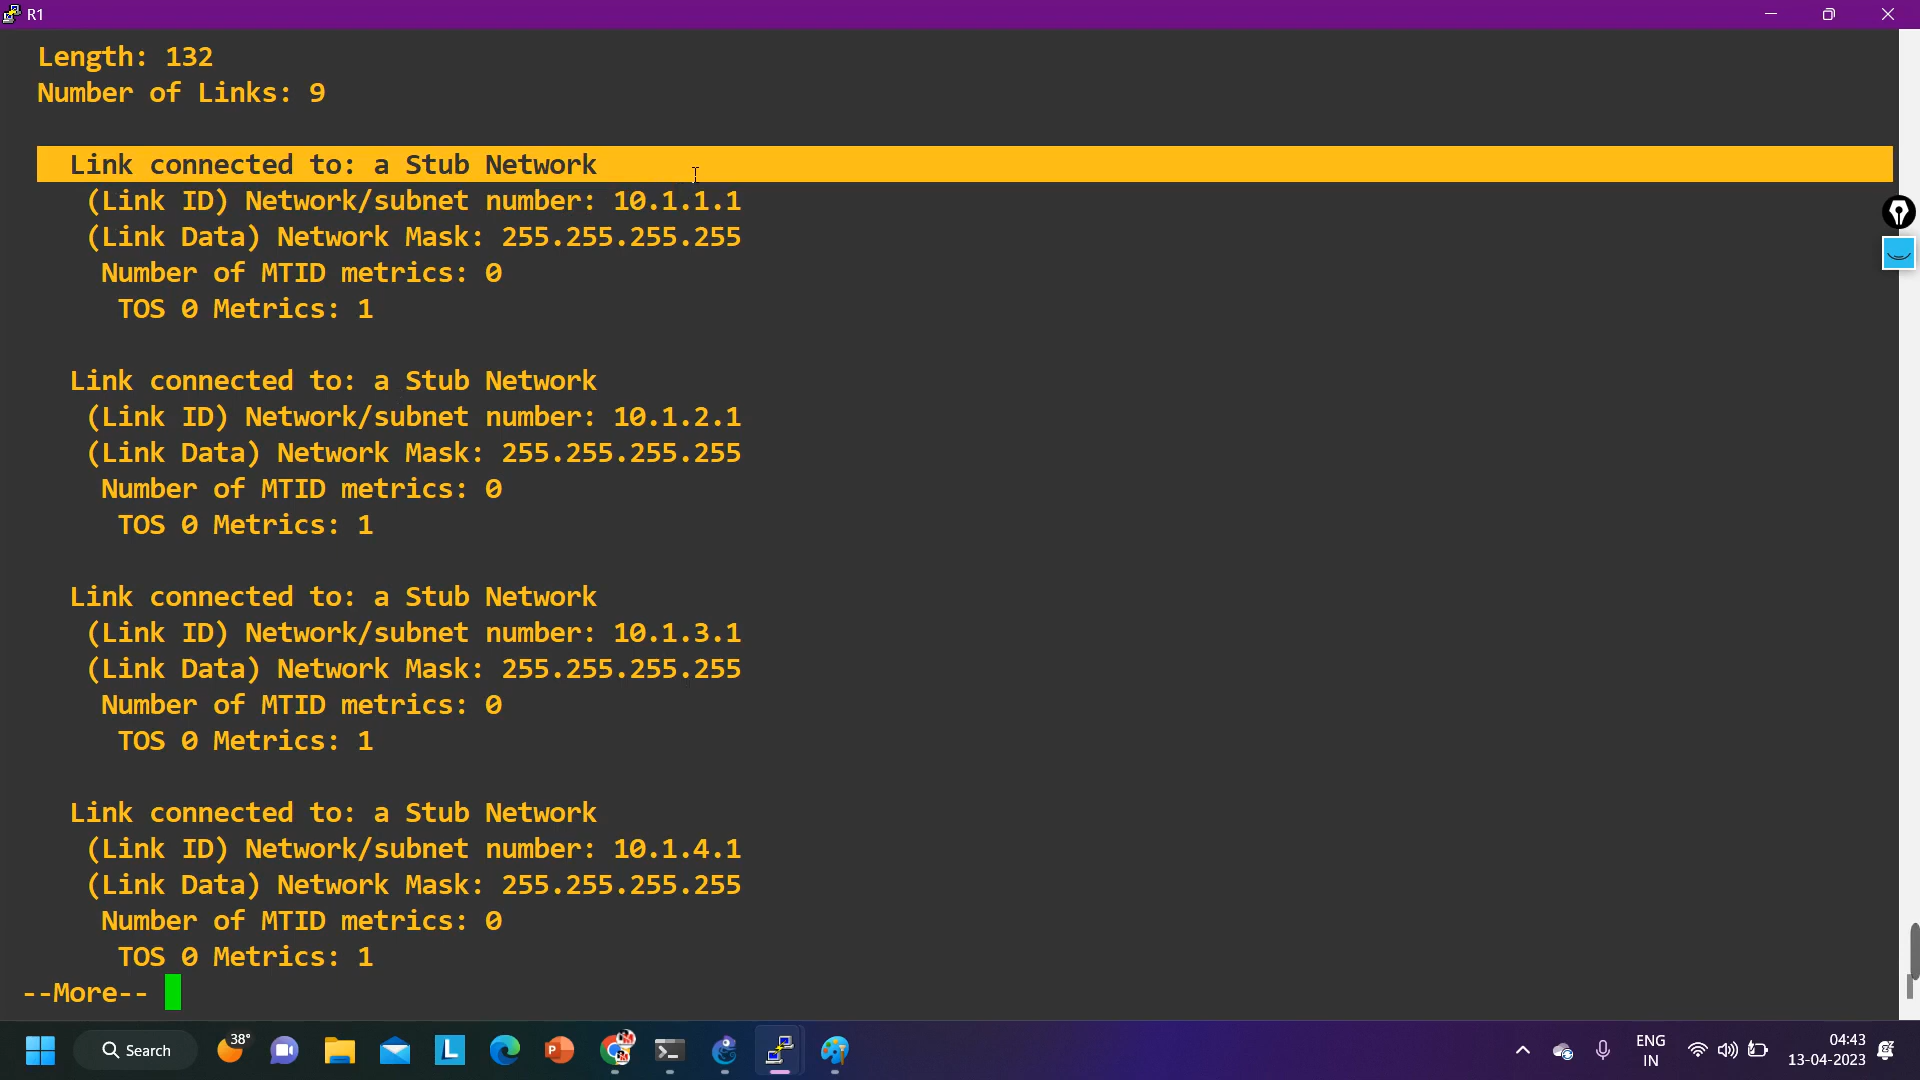 R1
Length: 132
Number of Links: 9
Link connected to: a Stub Network
(Link ID) Network/subnet number: 10.1.1.1
(Link Data) Network Mask: 255.255.255.255
Number of MTID metrics: 0
TOS 0 Metrics: 1
Link connected to: a Stub Network
(Link ID) Network/subnet number: 10.1.2.1
(Link Data) Network Mask: 255.255.255.255
Number of MTID metrics: 0
TOS 0 Metrics: 1
Link connected to: a Stub Network
(Link ID) Network/subnet number: 10.1.3.1
(Link Data) Network Mask: 255.255.255.255
Number of MTID metrics: 0
TOS 0 Metrics: 1
Link connected to: a Stub Network
(Link ID) Network/subnet number: 10.1.4.1
(Link Data) Network Mask: 255.255.255.255
Number of MTID metrics: 0
TOS 0 Metrics: 1
--More--
Search
38°
L
P
ENG
IN
04:43
13-04-2023